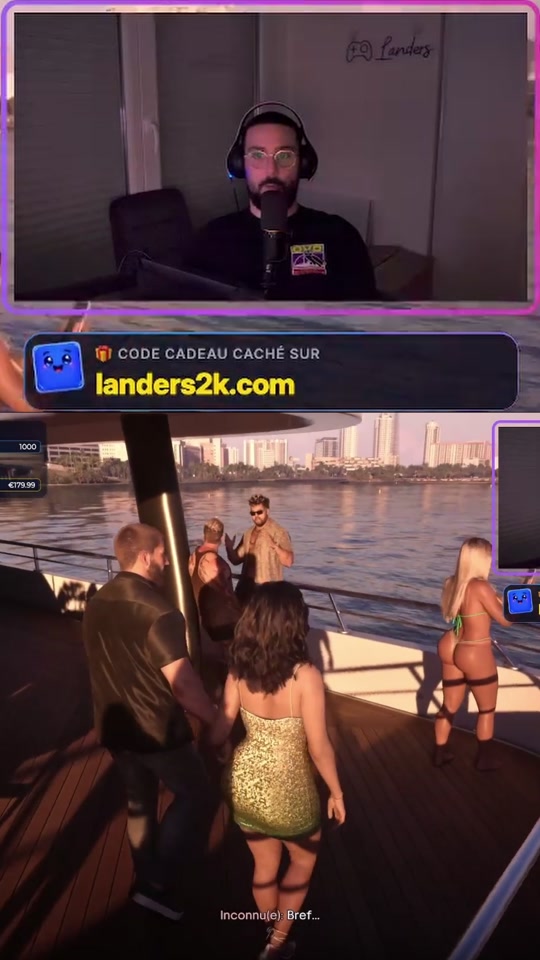 Landers
🎁 CODE CADEAU CACHÉ SUR
landers2k.com
1000
€179.99
Inconnu(e): Bref...